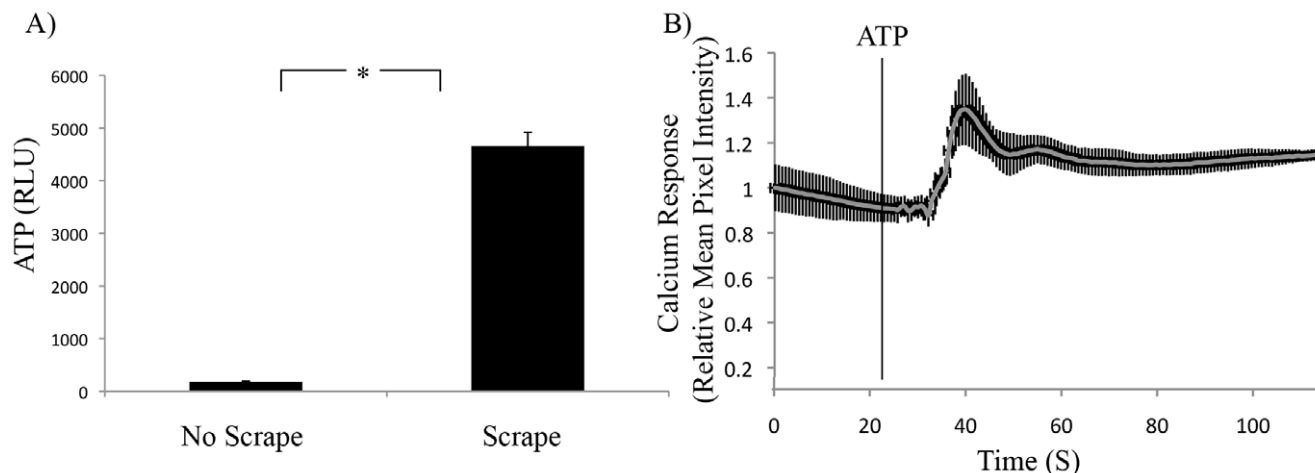 A)
6000
5000
4000
3000
2000
1000
0
ATP (RLU)
*
No Scrape
Scrape
B)
ATP
1.6
1.4
1.2
1
0.8
0.6
0.4
0.2
Calcium Response
(Relative Mean Pixel Intensity)
0
20
40
60
80
100
Time (S)